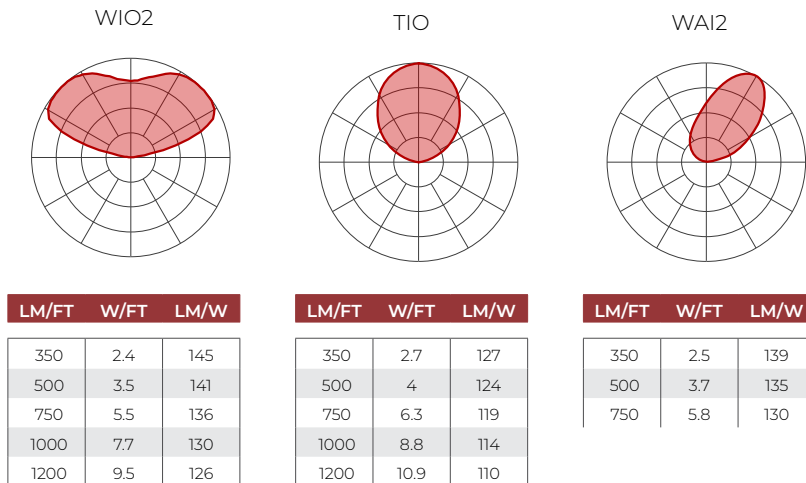 WIO2
TIO
WAI2
LM/FT W/FT LM/W
350 2.4 145
500 3.5 141
750 5.5 136
1000 7.7 130
1200 9.5 126
LM/FT W/FT LM/W
350 2.7 127
500 4 124
750 6.3 119
1000 8.8 114
1200 10.9 110
LM/FT W/FT LM/W
350 2.5 139
500 3.7 135
750 5.8 130